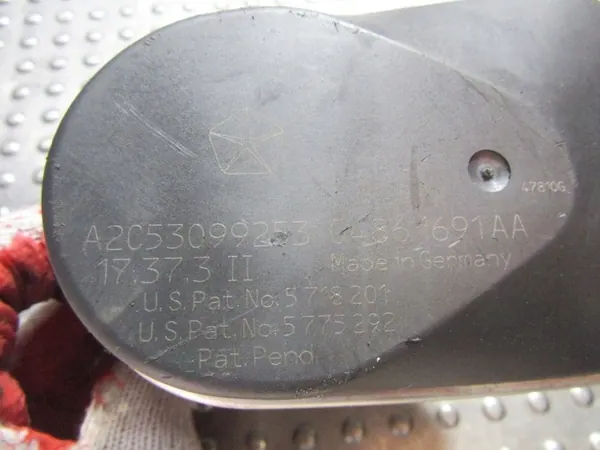 47810G
A2C53099253 04861691AA
17.37.3 II Made in Germany
U.S. Pat. No. 5 718 201
U.S. Pat. No. 5 775 292
Pat. Pend.